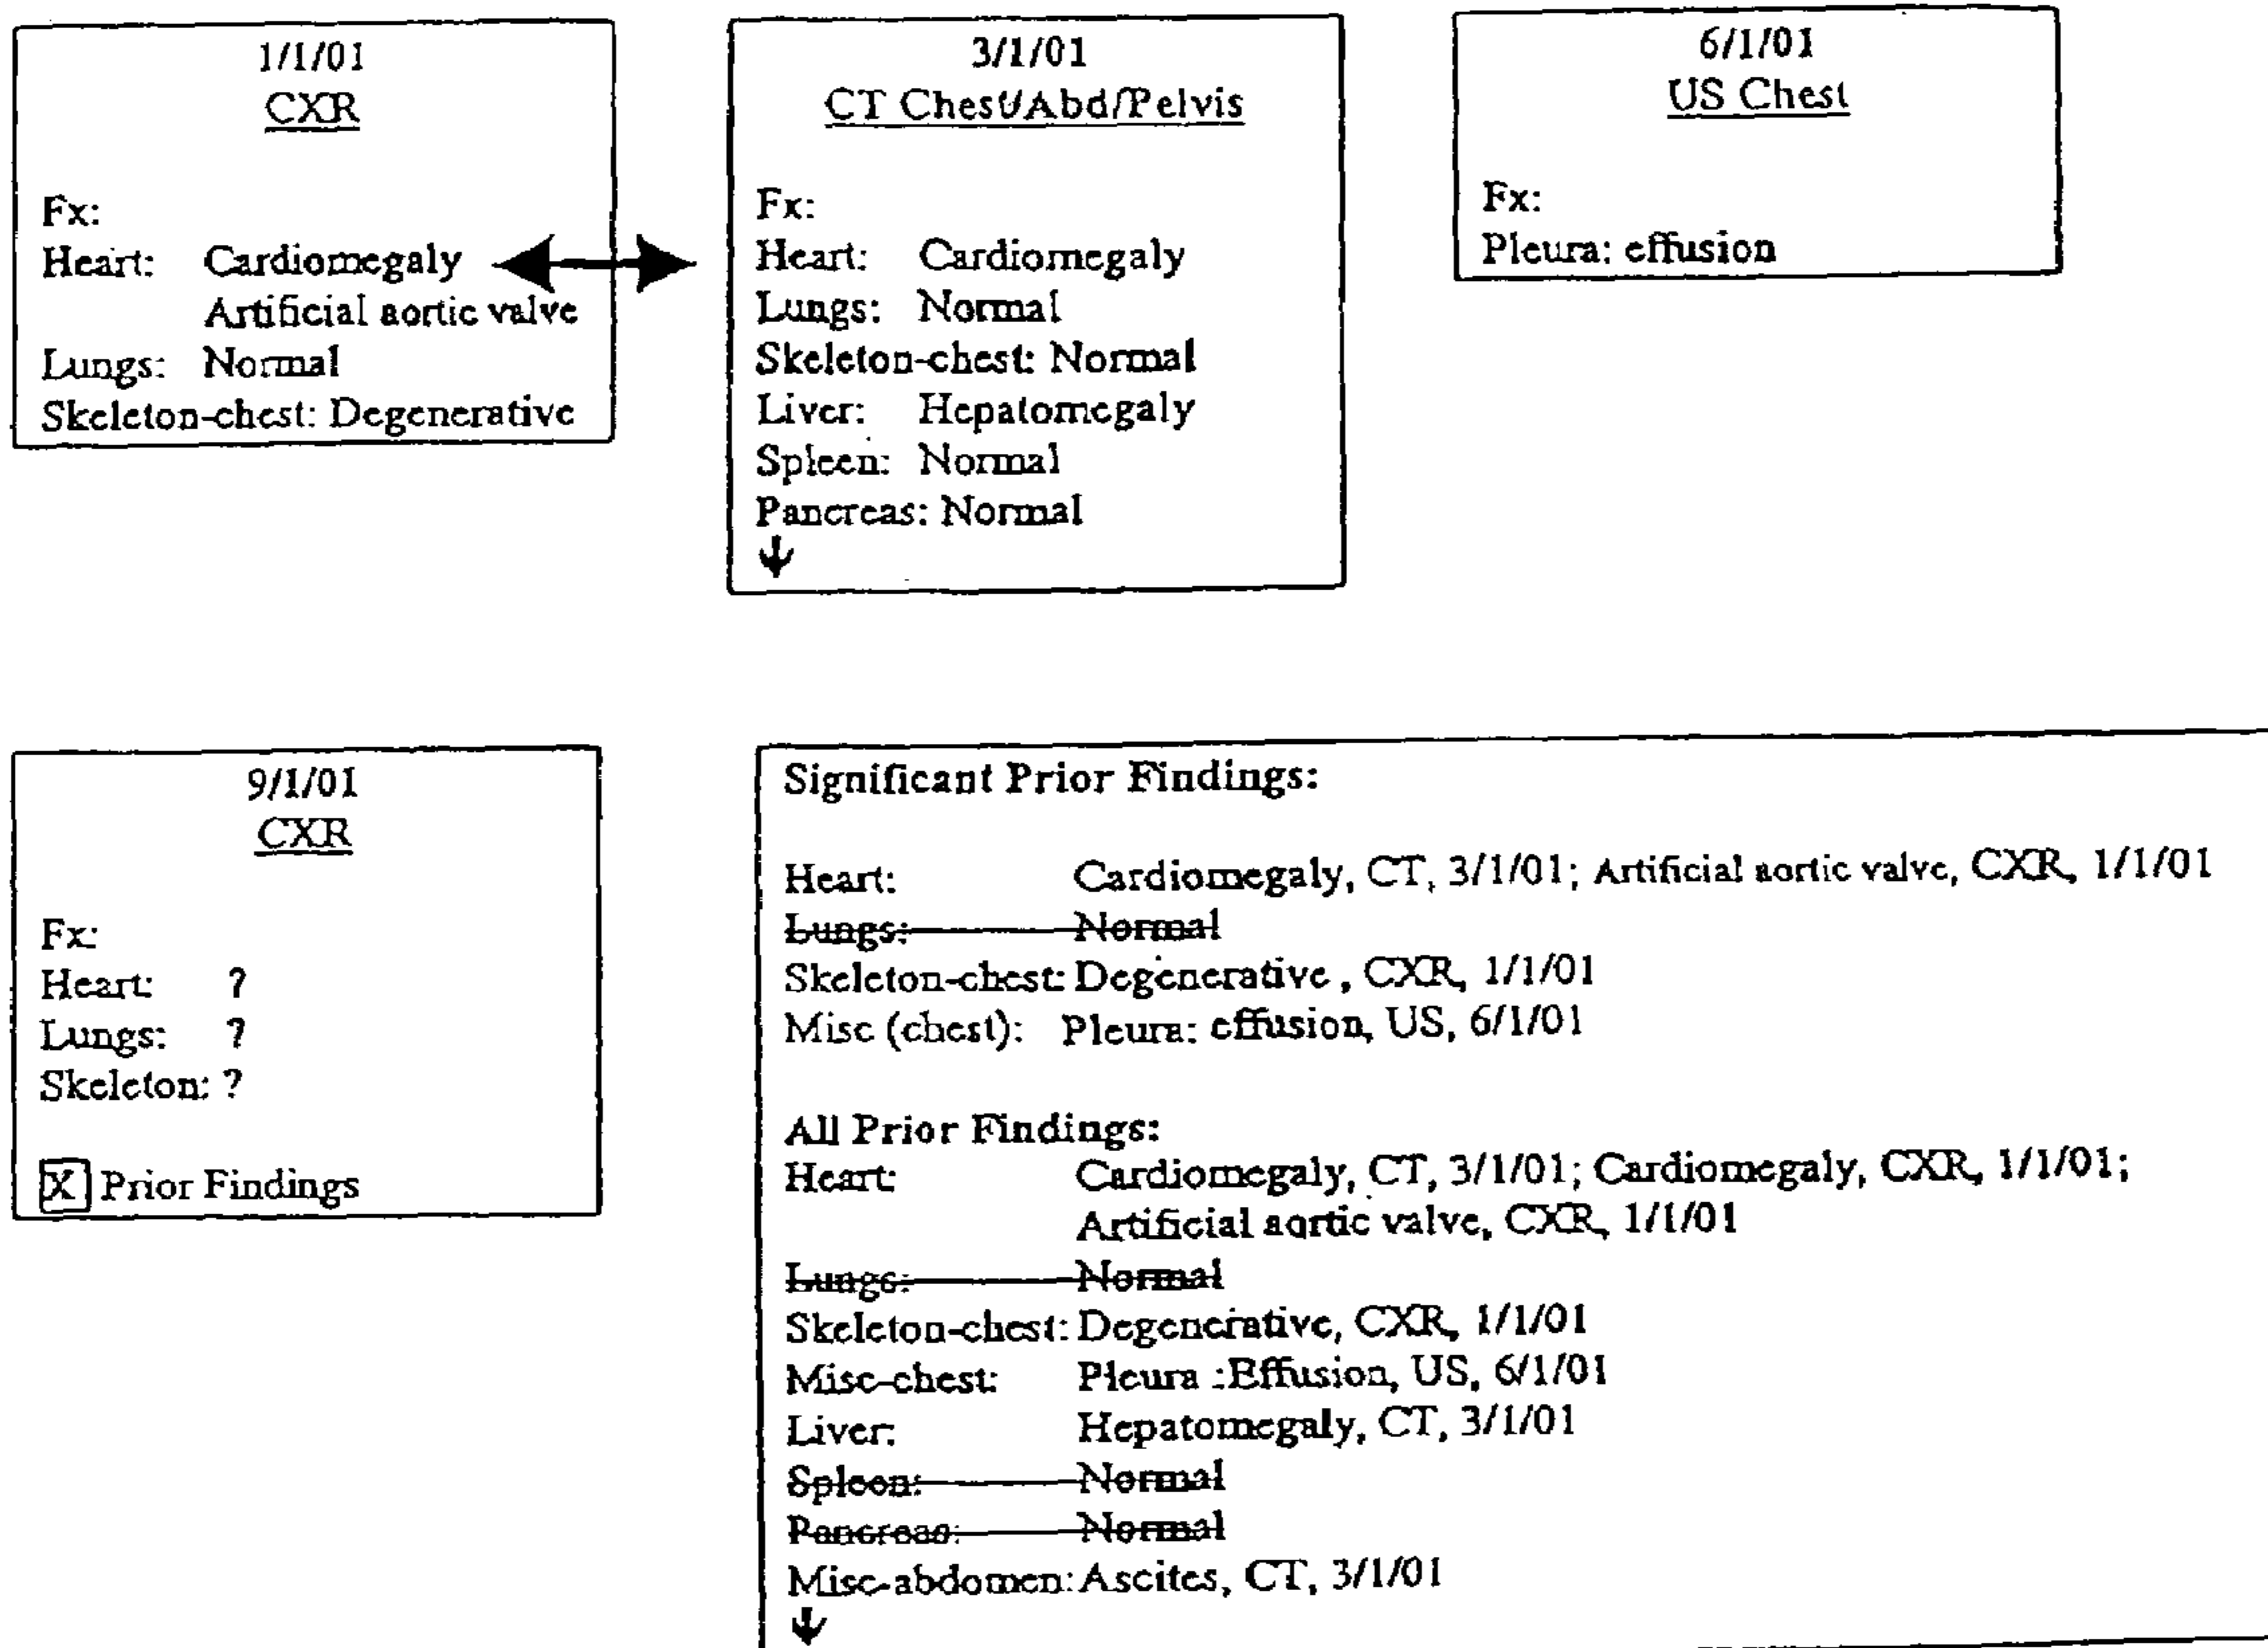 1/1/01
CXR
Fx:
Heart: Cardiomegaly
Artificial aortic valve
Lungs: Normal
Skeleton-chest: Degenerative
3/1/01
CT Chest/Abd/Pelvis
Fx:
Heart: Cardiomegaly
Lungs: Normal
Skeleton-chest: Normal
Liver: Hepatomegaly
Spleen: Normal
Pancreas: Normal
6/1/01
US Chest
Fx:
Pleura: effusion
9/1/01
CXR
Fx:
Heart: ?
Lungs: ?
Skeleton: ?
X Prior Findings
Significant Prior Findings:
Heart: Cardiomegaly, CT, 3/1/01; Artificial aortic valve, CXR, 1/1/01
Lungs: Normal
Skeleton-chest: Degenerative , CXR, 1/1/01
Misc (chest): Pleura: effusion, US, 6/1/01
All Prior Findings:
Heart: Cardiomegaly, CT, 3/1/01; Cardiomegaly, CXR, 1/1/01;
Artificial aortic valve, CXR, 1/1/01
Lungs: Normal
Skeleton-chest: Degenerative, CXR, 1/1/01
Misc-chest: Pleura :Effusion, US, 6/1/01
Liver: Hepatomegaly, CT, 3/1/01
Spleen: Normal
Pancreas: Normal
Misc-abdomen: Ascites, CT, 3/1/01